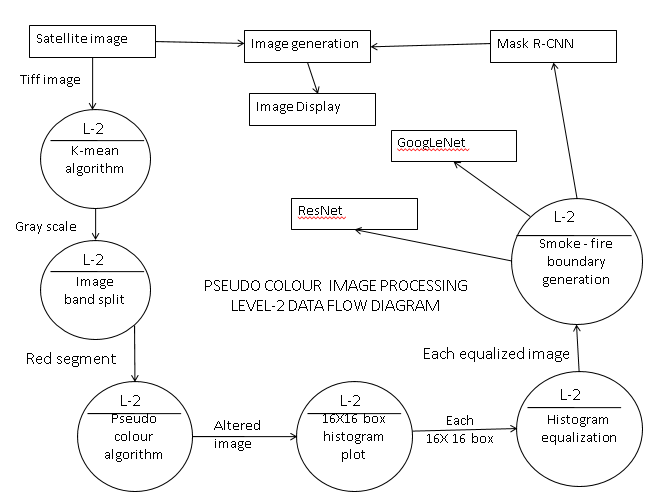 Satellite image
Image generation
Mask R-CNN
Tiff image
Image Display
L-2
K-mean
algorithm
GoogLeNet
ResNet
Gray scale
L-2
Image
band split
L-2
Smoke - fire
boundary
generation
PSEUDO COLOUR IMAGE PROCESSING
LEVEL-2 DATA FLOW DIAGRAM
Red segment
Each equalized image
L-2
Pseudo
colour
algorithm
Altered
image
L-2
16X16 box
histogram
plot
Each
16X 16 box
L-2
Histogram
equalization